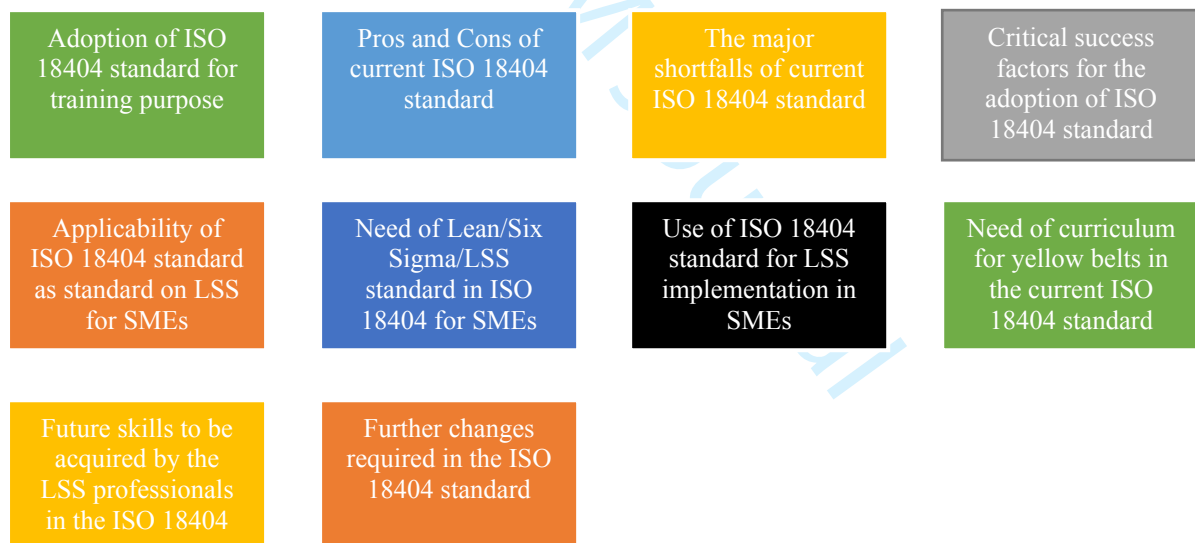 Adoption of ISO
18404 standard for
training purpose
Pros and Cons of
current ISO 18404
standard
The major
shortfalls of current
ISO 18404 standard
Critical success
factors for the
adoption of ISO
18404 standard
Applicability of
ISO 18404 standard
as standard on LSS
for SMEs
Need of Lean/Six
Sigma/LSS
standard in ISO
18404 for SMEs
Use of ISO 18404
standard for LSS
implementation in
SMEs
Need of curriculum
for yellow belts in
the current ISO
18404 standard
Future skills to be
acquired by the
LSS professionals
in the ISO 18404
Further changes
required in the ISO
18404 standard